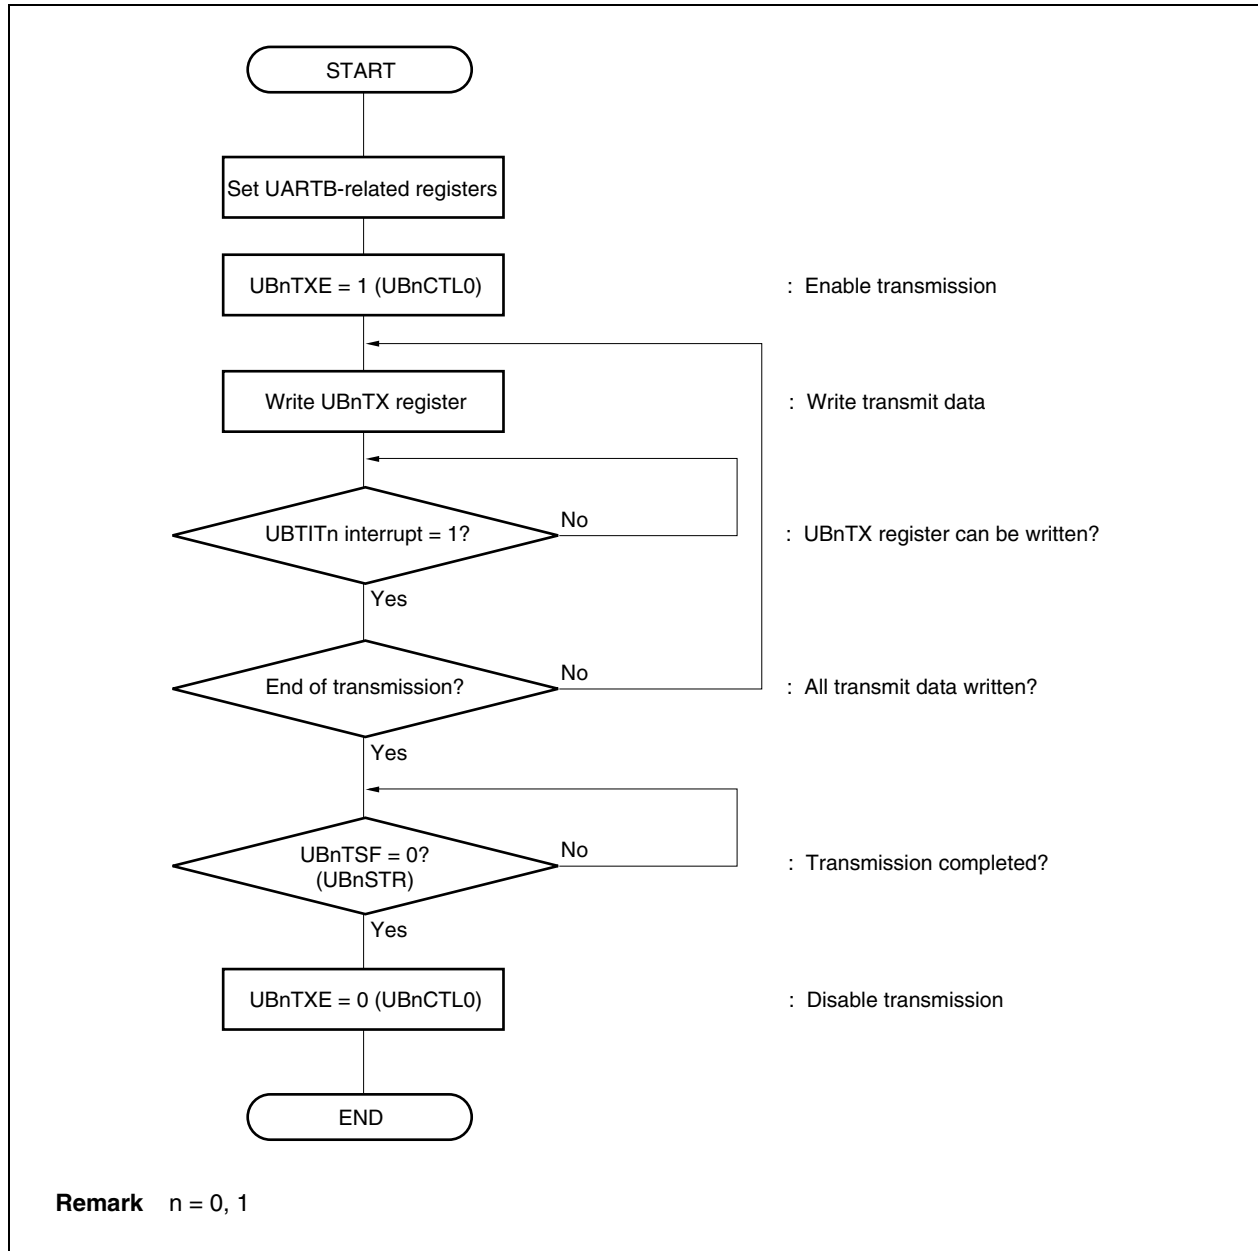 START
Set UARTB-related registers
UBnTXE = 1 (UBnCTL0)
: Enable transmission
Write UBnTX register
: Write transmit data
UBTITn interrupt = 1?
No
: UBnTX register can be written?
Yes
End of transmission?
No
: All transmit data written?
Yes
UBnTSF = 0?
(UBnSTR)
No
: Transmission completed?
Yes
UBnTXE = 0 (UBnCTL0)
: Disable transmission
END
Remark n = 0, 1